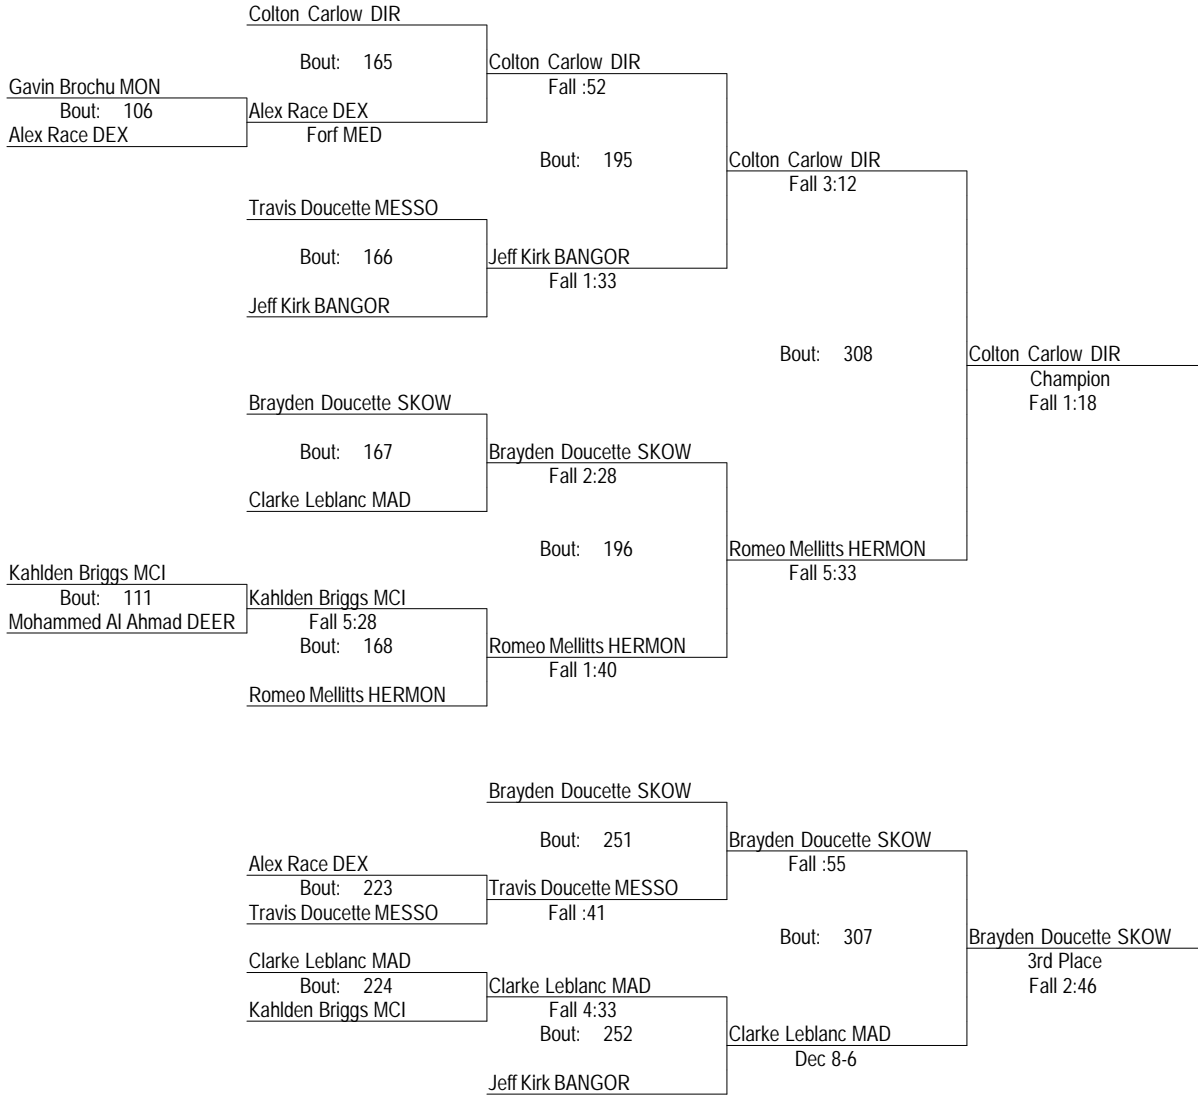 Colton Carlow DIR
Bout: 165
Colton Carlow DIR
Fall :52
Gavin Brochu MON
Bout: 106
Alex Race DEX
Alex Race DEX
Forf MED
Bout: 195
Colton Carlow DIR
Fall 3:12
Travis Doucette MESSO
Bout: 166
Jeff Kirk BANGOR
Fall 1:33
Jeff Kirk BANGOR
Bout: 308
Colton Carlow DIR
Champion
Fall 1:18
Brayden Doucette SKOW
Bout: 167
Brayden Doucette SKOW
Fall 2:28
Clarke Leblanc MAD
Bout: 196
Romeo Mellitts HERMON
Fall 5:33
Kahlden Briggs MCI
Bout: 111
Mohammed Al Ahmad DEER
Kahlden Briggs MCI
Fall 5:28
Bout: 168
Romeo Mellitts HERMON
Fall 1:40
Romeo Mellitts HERMON
Brayden Doucette SKOW
Bout: 251
Brayden Doucette SKOW
Fall :55
Alex Race DEX
Bout: 223
Travis Doucette MESSO
Travis Doucette MESSO
Fall :41
Bout: 307
Brayden Doucette SKOW
3rd Place
Fall 2:46
Clarke Leblanc MAD
Bout: 224
Kahlden Briggs MCI
Clarke Leblanc MAD
Fall 4:33
Bout: 252
Clarke Leblanc MAD
Dec 8-6
Jeff Kirk BANGOR